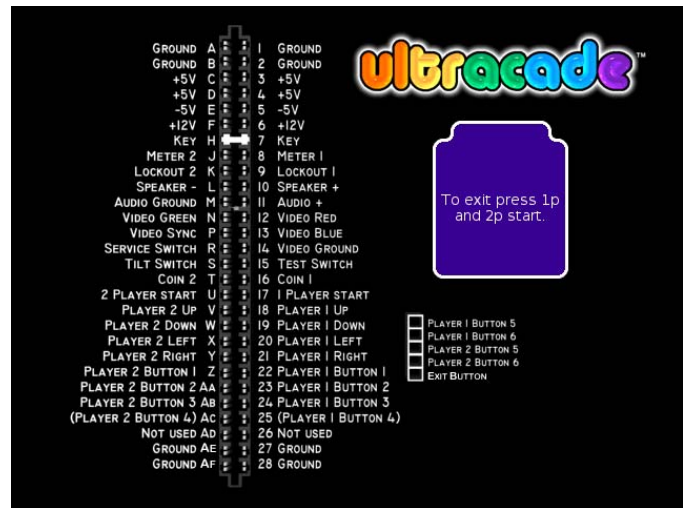 ultracade™
GROUND A 1 GROUND
GROUND B 2 GROUND
+5V C 3 +5V
+5V D 4 +5V
-5V E 5 -5V
+12V F 6 +12V
KEY H 7 KEY
METER 2 J 8 METER 1
LOCKOUT 2 K 9 LOCKOUT 1
SPEAKER - L 10 SPEAKER +
AUDIO GROUND M 11 AUDIO +
VIDEO GREEN N 12 VIDEO RED
VIDEO SYNC P 13 VIDEO BLUE
SERVICE SWITCH R 14 VIDEO GROUND
TILT SWITCH S 15 TEST SWITCH
COIN 2 T 16 COIN 1
2 PLAYER START U 17 1 PLAYER START
PLAYER 2 UP V 18 PLAYER 1 UP
PLAYER 2 DOWN W 19 PLAYER 1 DOWN
PLAYER 2 LEFT X 20 PLAYER 1 LEFT
PLAYER 2 RIGHT Y 21 PLAYER 1 RIGHT
PLAYER 2 BUTTON 1 Z 22 PLAYER 1 BUTTON 1
PLAYER 2 BUTTON 2 AA 23 PLAYER 1 BUTTON 2
PLAYER 2 BUTTON 3 AB 24 PLAYER 1 BUTTON 3
(PLAYER 2 BUTTON 4) AC 25 (PLAYER 1 BUTTON 4)
NOT USED AD 26 NOT USED
GROUND AE 27 GROUND
GROUND AF 28 GROUND
To exit press 1p
and 2p start.
PLAYER 1 BUTTON 5
PLAYER 1 BUTTON 6
PLAYER 2 BUTTON 5
PLAYER 2 BUTTON 6
EXIT BUTTON